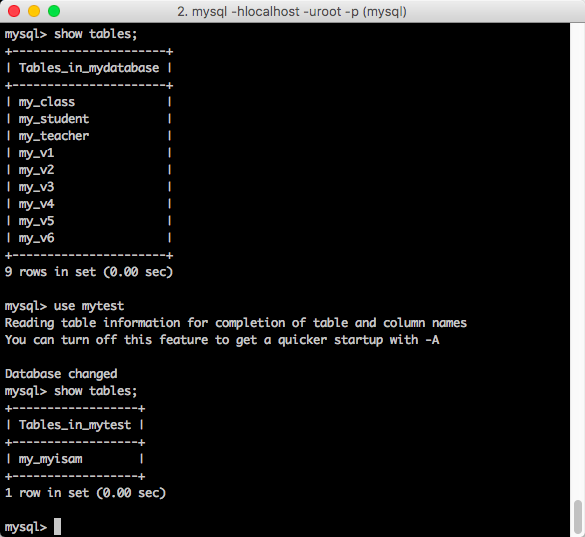 2. mysql -hlocalhost -uroot -p (mysql)
mysql> show tables;
+----------------------+
| Tables_in_mydatabase |
+----------------------+
| my_class             |
| my_student           |
| my_teacher           |
| my_v1                |
| my_v2                |
| my_v3                |
| my_v4                |
| my_v5                |
| my_v6                |
+----------------------+
9 rows in set (0.00 sec)
mysql> use mytest
Reading table information for completion of table and column names
You can turn off this feature to get a quicker startup with -A
Database changed
mysql> show tables;
+------------------+
| Tables_in_mytest |
+------------------+
| my_myisam        |
+------------------+
1 row in set (0.00 sec)
mysql>